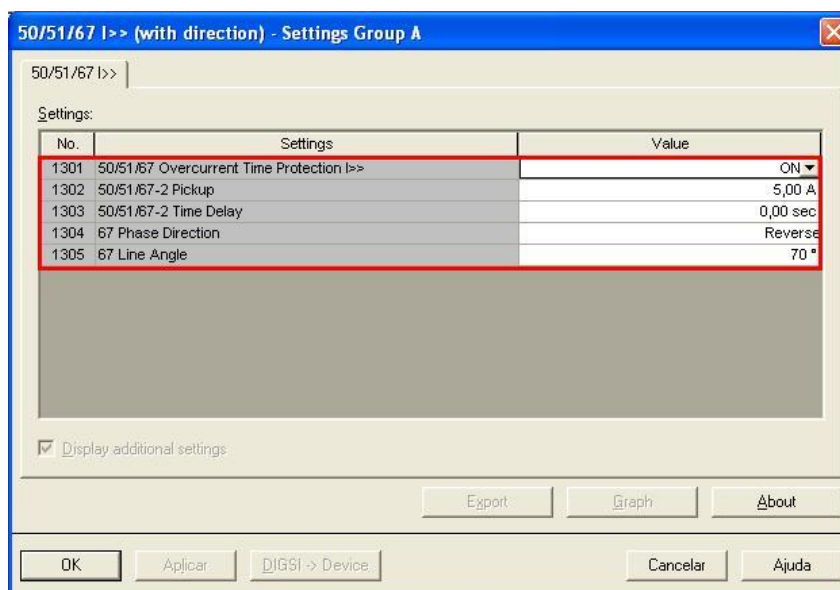 50/51/67 I>> (with direction) - Settings Group A
50/51/67 I>>
Settings:
No. Settings Value
1301 50/51/67 Overcurrent Time Protection I>> ON
1302 50/51/67-2 Pickup 5,00 A
1303 50/51/67-2 Time Delay 0,00 sec
1304 67 Phase Direction Reverse
1305 67 Line Angle 70 °
Display additional settings
Export Graph About
OK Aplicar DIGSI -> Device Cancelar Ajuda